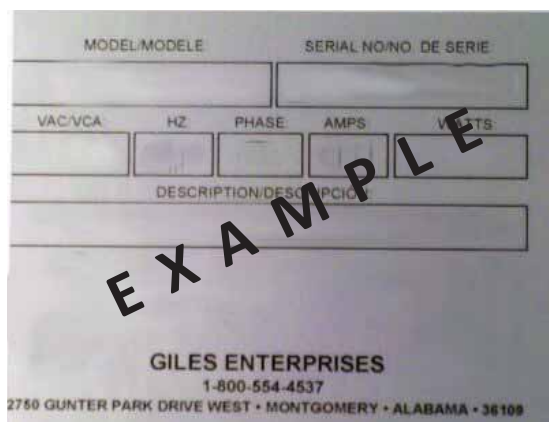 MODEL/MODELE SERIAL NO/NO. DE SERIE
VAC/VCA HZ PHASE AMPS WATTS
DESCRIPTION/DESCRIPCION
EXAMPLE
GILES ENTERPRISES
1-800-554-4537
2750 GUNTER PARK DRIVE WEST • MONTGOMERY • ALABAMA • 36109